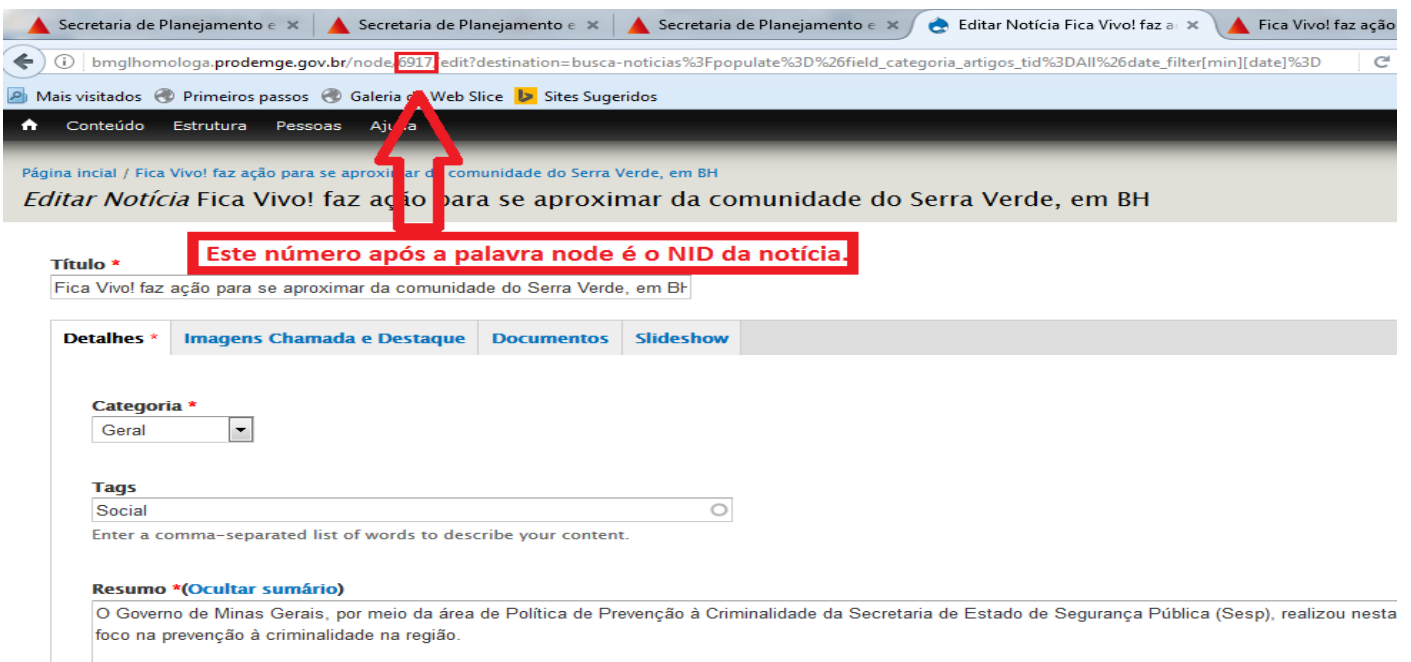 Secretaria de Planejamento e Secretaria de Planejamento e Secretaria de Planejamento e Editar Notícia Fica Vivo! faz a Fica Vivo! faz ação
bmglhomologa.prodemge.gov.br/node/6917/edit?destination=busca-noticias%3Fpopulate%3D%26field_categoria_artigos_tid%3DAll%26date_filter[min][date]%3D
Mais visitados Primeiros passos Galeria do Web Slice Sites Sugeridos
Conteúdo Estrutura Pessoas Ajuda
Página incial / Fica Vivo! faz ação para se aproximar da comunidade do Serra Verde, em BH
Editar Notícia Fica Vivo! faz ação para se aproximar da comunidade do Serra Verde, em BH
Este número após a palavra node é o NID da notícia.
Título *
Fica Vivo! faz ação para se aproximar da comunidade do Serra Verde, em BH
Detalhes * Imagens Chamada e Destaque Documentos Slideshow
Categoria *
Geral
Tags
Social
Enter a comma-separated list of words to describe your content.
Resumo *(Ocultar sumário)
O Governo de Minas Gerais, por meio da área de Política de Prevenção à Criminalidade da Secretaria de Estado de Segurança Pública (Sesp), realizou nesta
foco na prevenção à criminalidade na região.